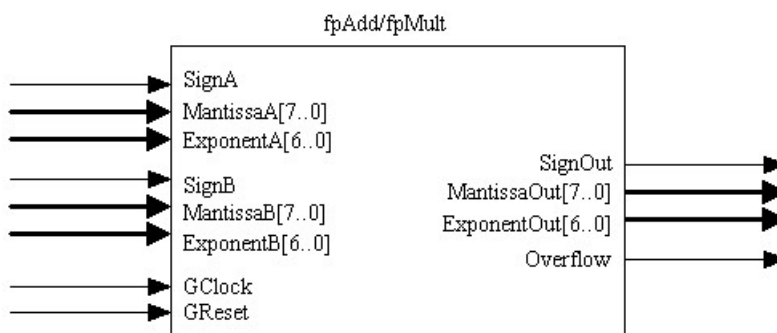 fpAdd/fpMult
SignA
MantissaA[7..0]
ExponentA[6..0]
SignB
MantissaB[7..0]
ExponentB[6..0]
GClock
GReset
SignOut
MantissaOut[7..0]
ExponentOut[6..0]
Overflow